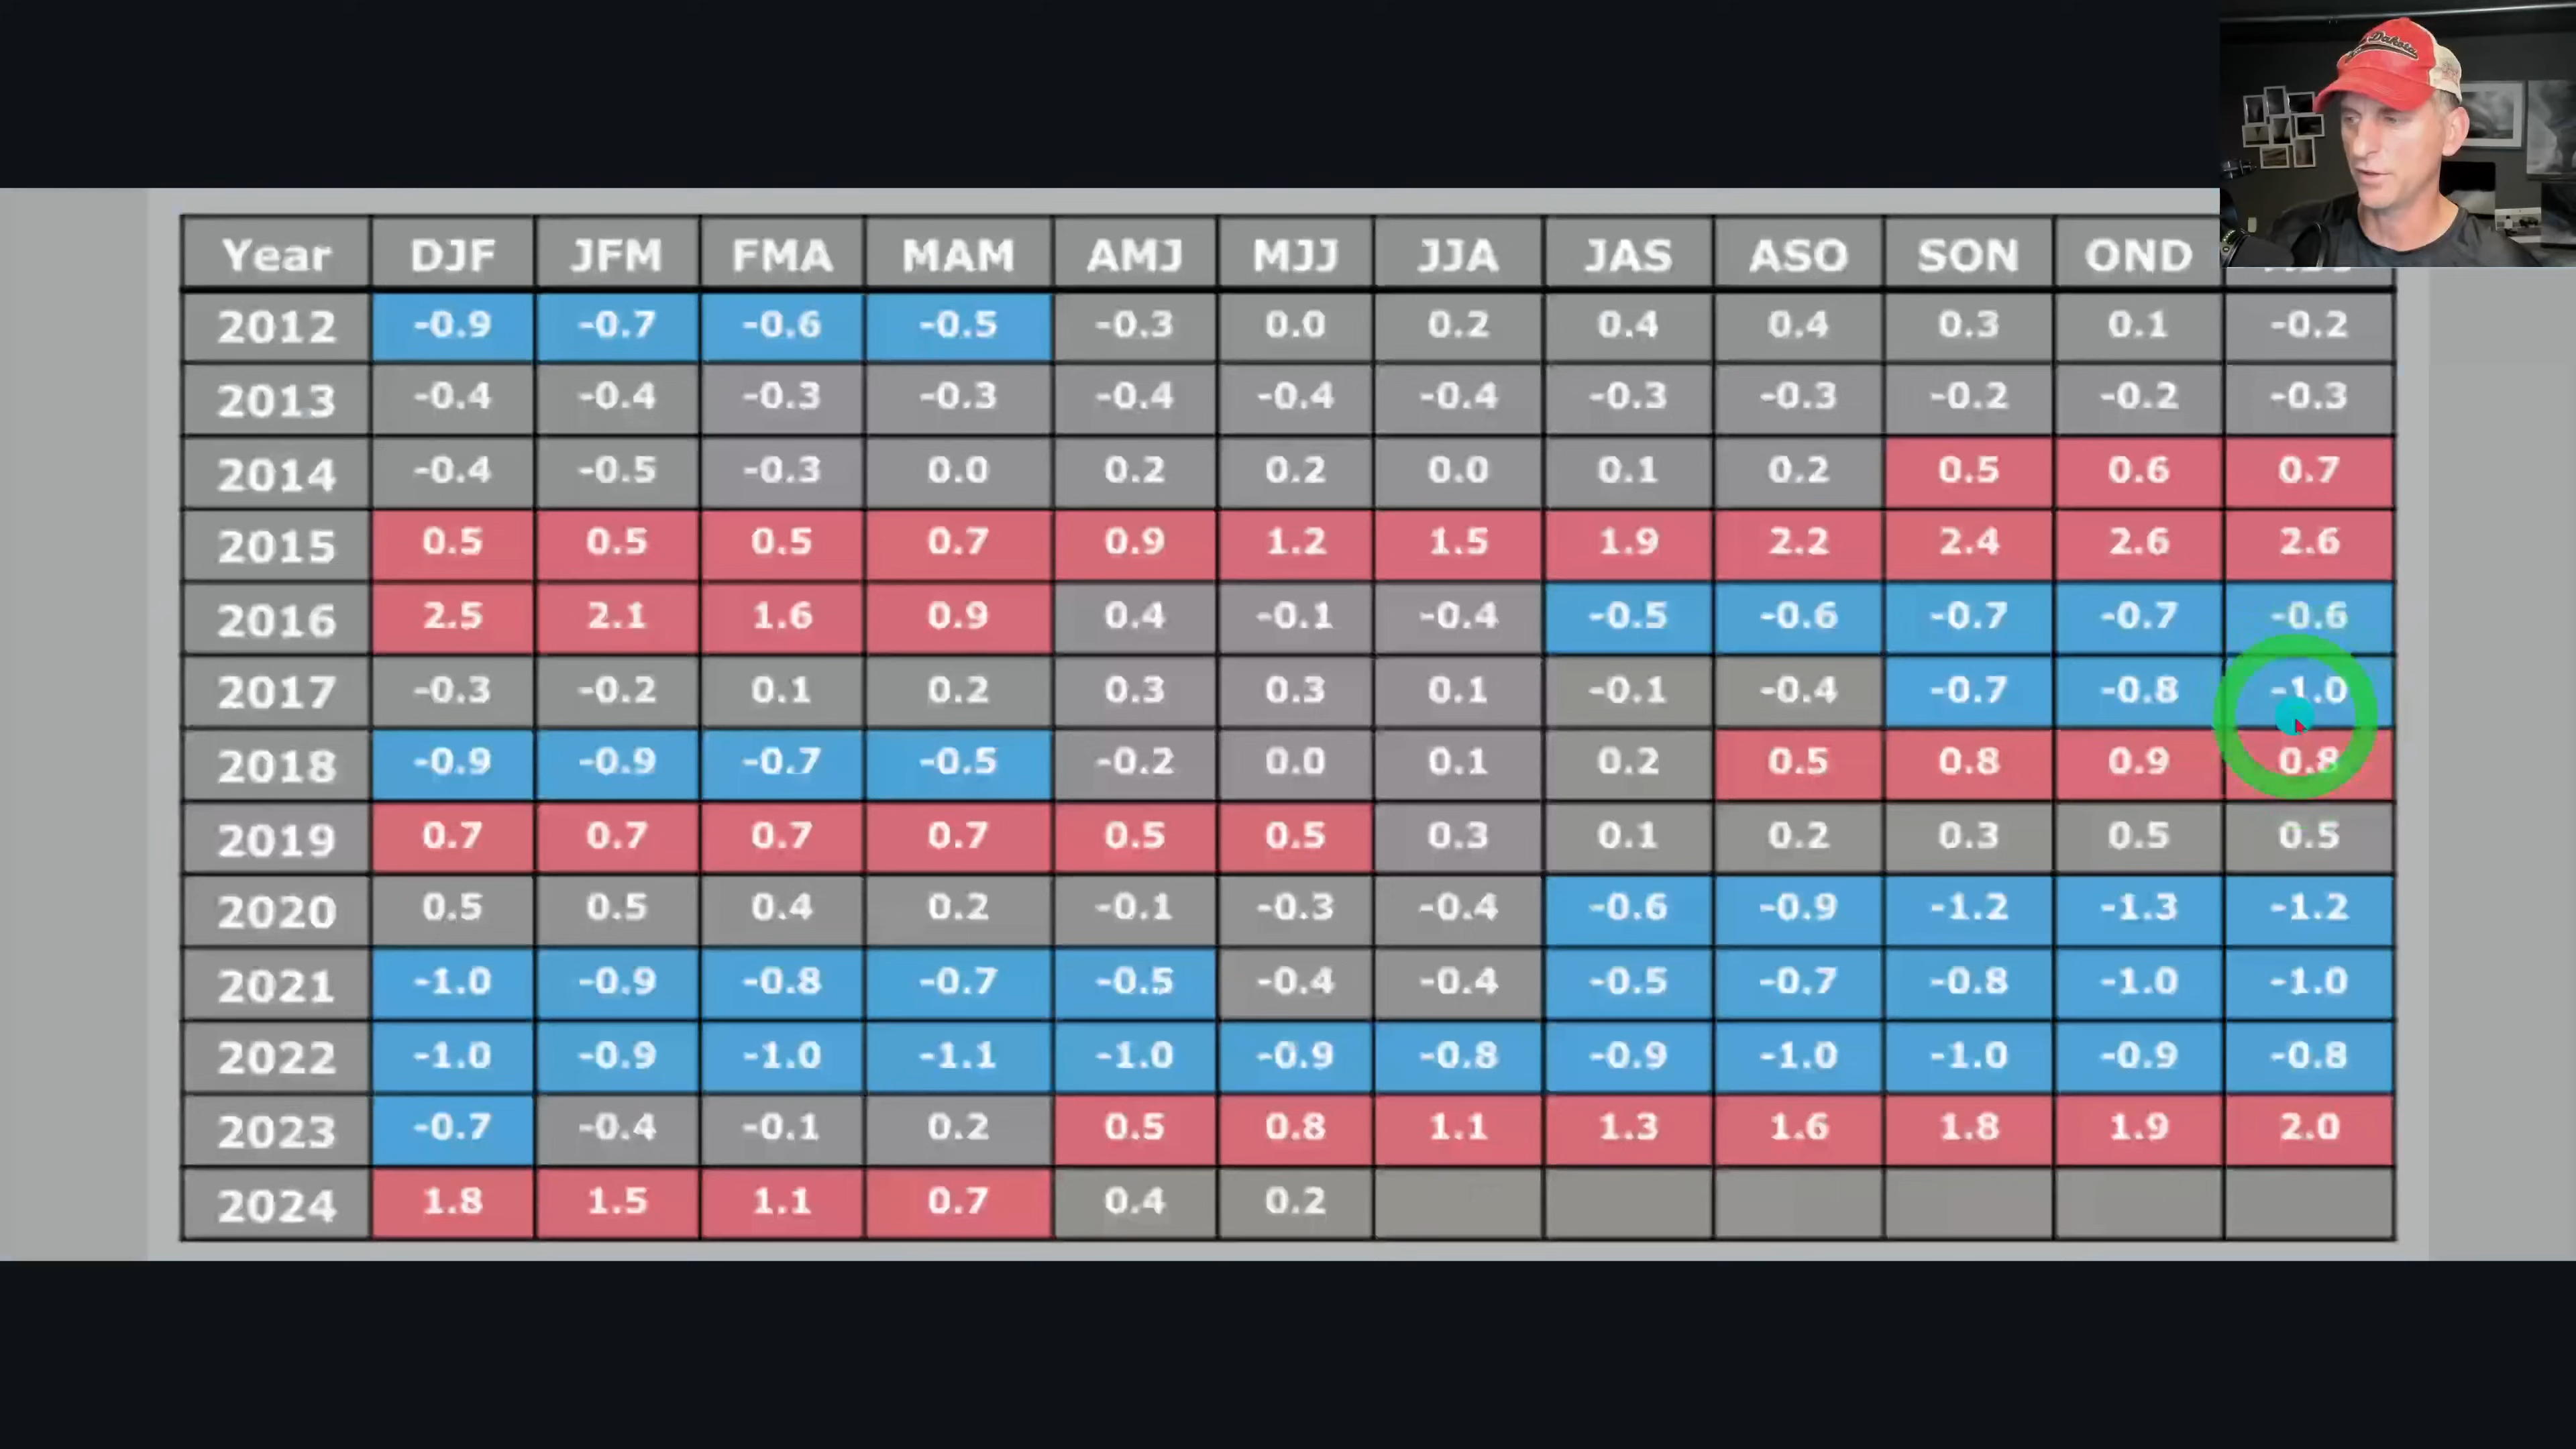 Dakota
Year DJF JFM FMA MAM AMJ MJJ JJA JAS ASO SON OND
2012 -0.9 -0.7 -0.6 -0.5 -0.3 0.0 0.2 0.4 0.4 0.3 0.1 -0.2
2013 -0.4 -0.4 -0.3 -0.3 -0.4 -0.4 -0.4 -0.3 -0.3 -0.2 -0.2 -0.3
2014 -0.4 -0.5 -0.3 0.0 0.2 0.2 0.0 0.1 0.2 0.5 0.6 0.7
2015 0.5 0.5 0.5 0.7 0.9 1.2 1.5 1.9 2.2 2.4 2.6 2.6
2016 2.5 2.1 1.6 0.9 0.4 -0.1 -0.4 -0.5 -0.6 -0.7 -0.7 -0.6
2017 -0.3 -0.2 0.1 0.2 0.3 0.3 0.1 -0.1 -0.4 -0.7 -0.8 -1.0
2018 -0.9 -0.9 -0.7 -0.5 -0.2 0.0 0.1 0.2 0.5 0.8 0.9 0.8
2019 0.7 0.7 0.7 0.7 0.5 0.5 0.3 0.1 0.2 0.3 0.5 0.5
2020 0.5 0.5 0.4 0.2 -0.1 -0.3 -0.4 -0.6 -0.9 -1.2 -1.3 -1.2
2021 -1.0 -0.9 -0.8 -0.7 -0.5 -0.4 -0.4 -0.5 -0.7 -0.8 -1.0 -1.0
2022 -1.0 -0.9 -1.0 -1.1 -1.0 -0.9 -0.8 -0.9 -1.0 -1.0 -0.9 -0.8
2023 -0.7 -0.4 -0.1 0.2 0.5 0.8 1.1 1.3 1.6 1.8 1.9 2.0
2024 1.8 1.5 1.1 0.7 0.4 0.2